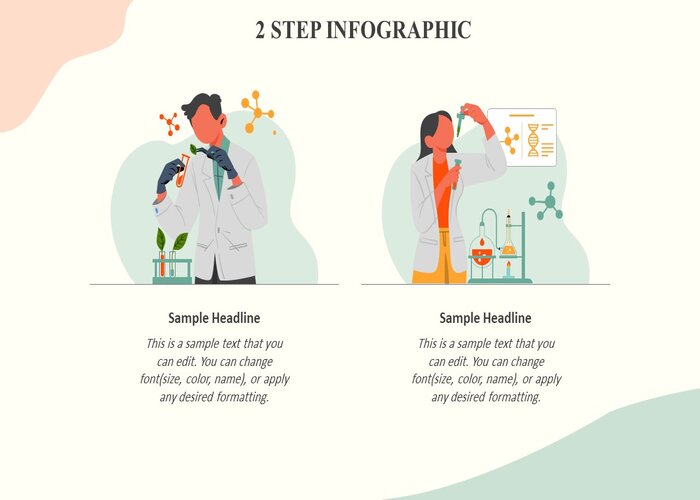 2 STEP INFOGRAPHIC
Sample Headline
This is a sample text that you
can edit. You can change
font(size, color, name), or apply
any desired formatting.
Sample Headline
This is a sample text that you
can edit. You can change
font(size, color, name), or apply
any desired formatting.